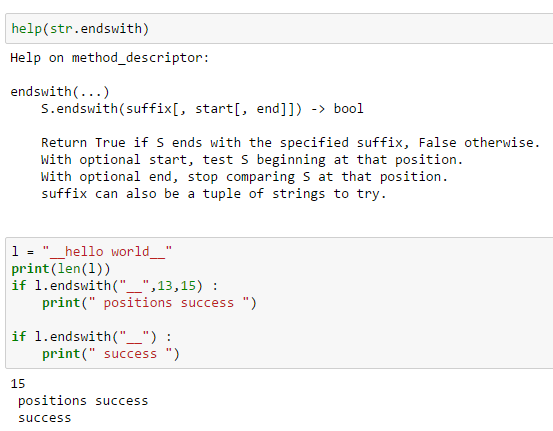 help(str.endswith)
Help on method_descriptor:
endswith(...)
    S.endswith(suffix[, start[, end]]) -> bool
    Return True if S ends with the specified suffix, False otherwise.
    With optional start, test S beginning at that position.
    With optional end, stop comparing S at that position.
    suffix can also be a tuple of strings to try.
l = "__hello world__"
print(len(l))
if l.endswith("__",13,15) :
    print(" positions success ")
if l.endswith("__") :
    print(" success ")
15
 positions success
 success